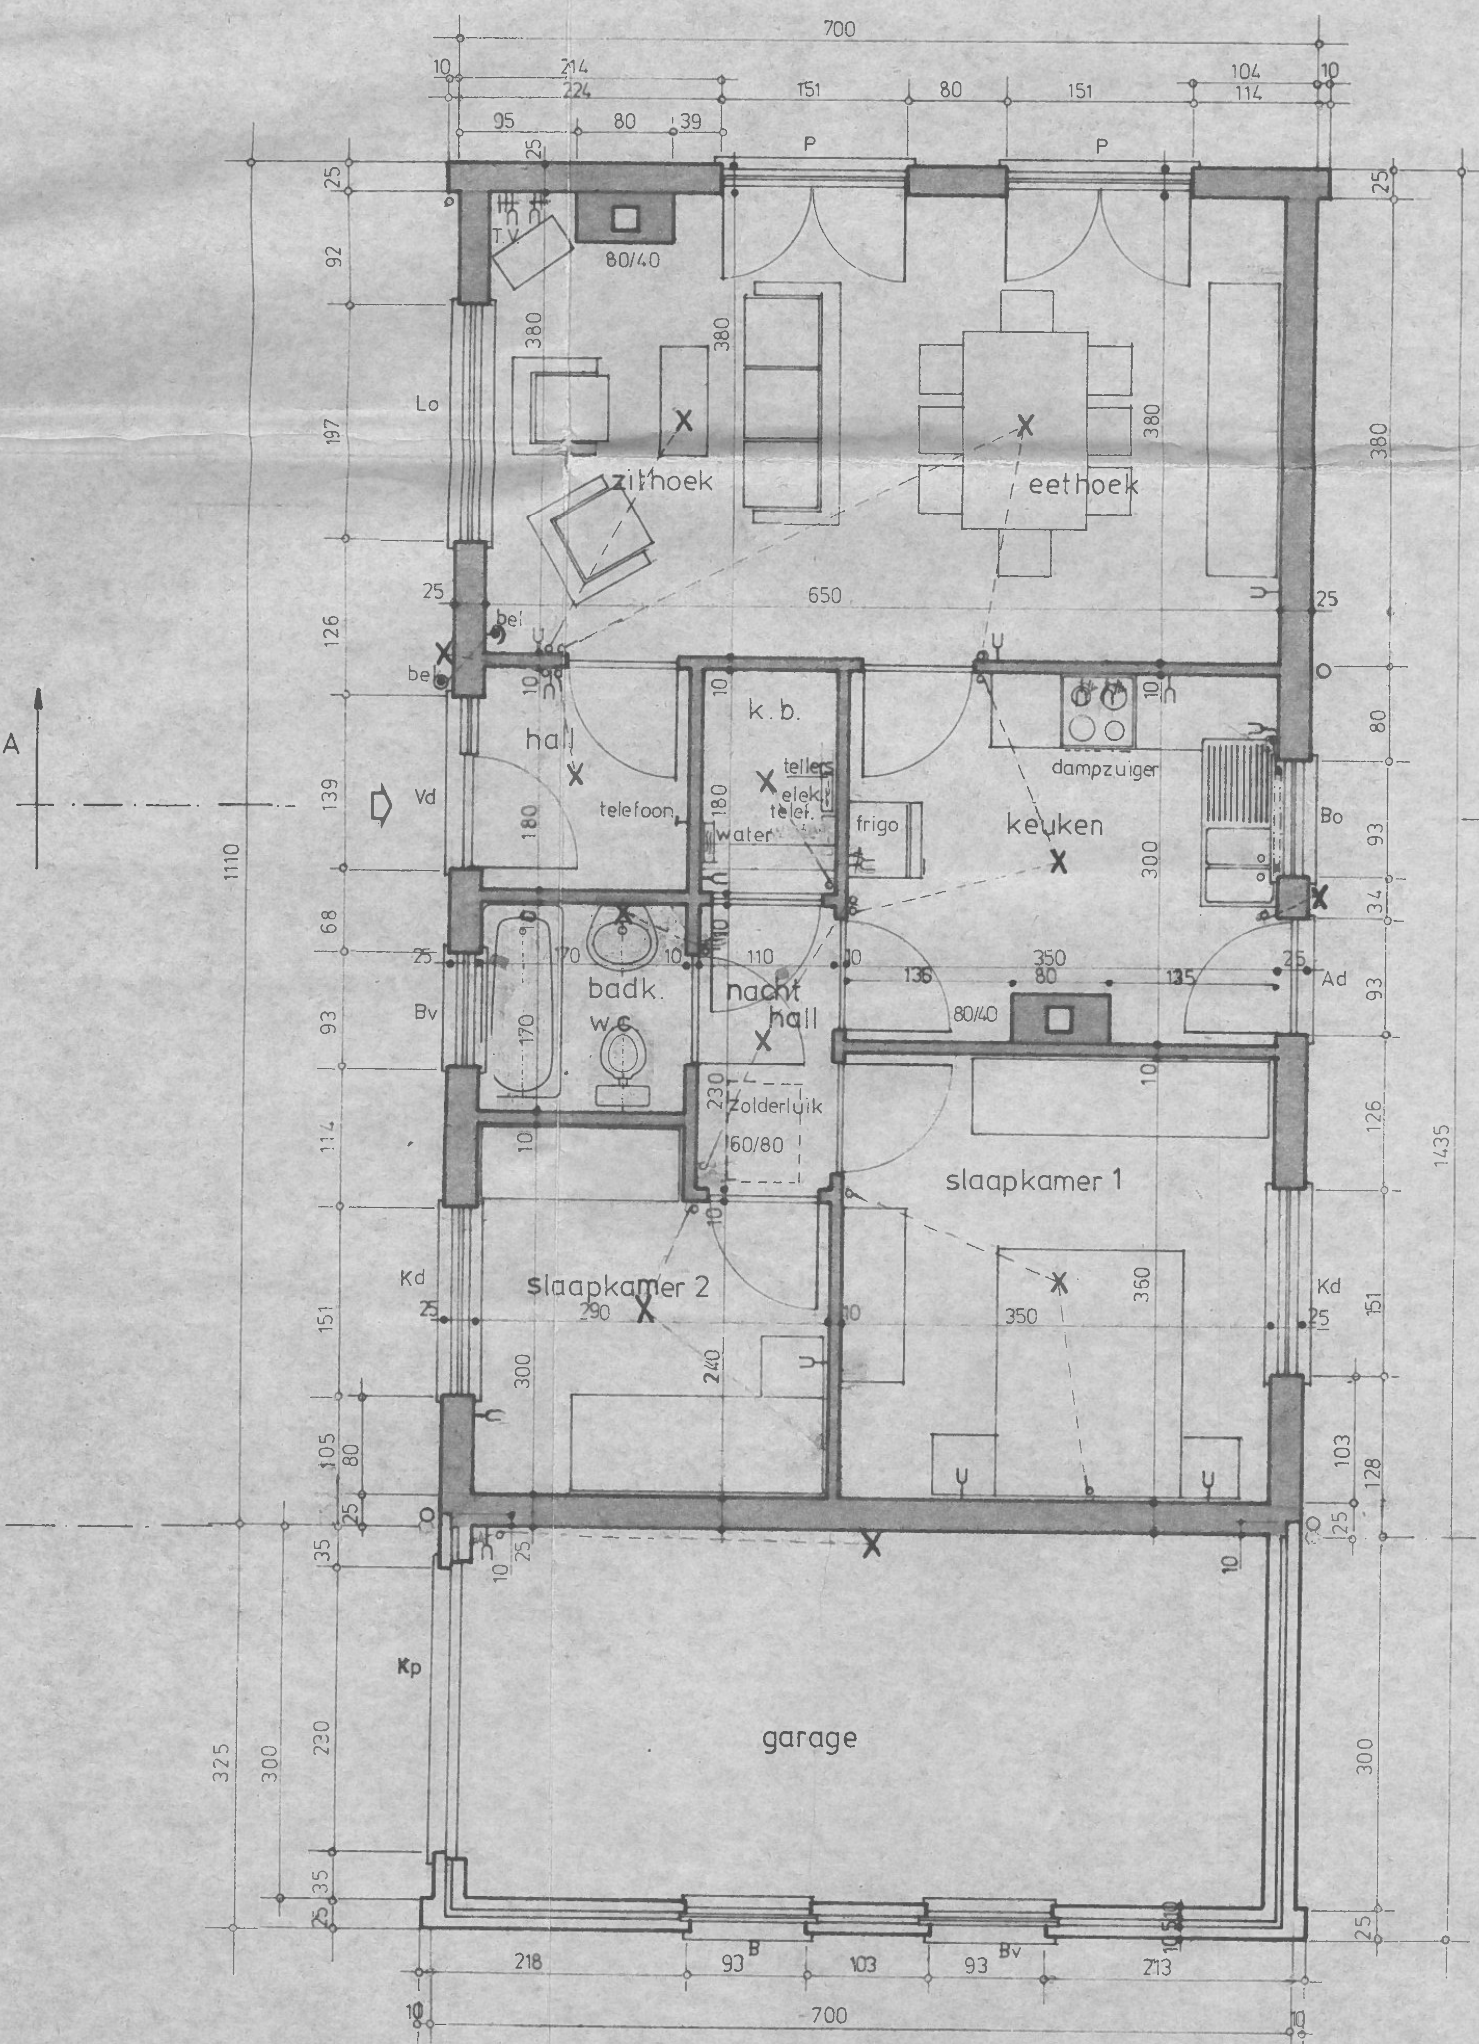 700
10 214 104 10
224 151 80 151 114
95 80 39
P P
25 25 25
T.V.
92
80/40
380 380 380 380
Lo
197
zithoek eethoek
25 650 25
126 bel
bel
10 10 10
k.b.
hall
80
A
dampzuiger
tellers
139 Vd elek.
telefoon 180 180 telef. frigo keuken Bo
water 93
1110 300
34
68
25 170 10 110 10 350 25
136 80 135 Ad
badk. nacht
Bv w.c hall 80/40 93
93 170
230 10
zolderluik
114 10 60/80 126
1435
slaapkamer 1
10
Kd slaapkamer 2 360 Kd
25 290 10 350 25
151 151
300 240
105 80 103 128
25 25
35 10 25 10
Kp
garage
325 300 230 300
35
25 10 5 10 25
B Bv
218 93 103 93 213
10 700 10